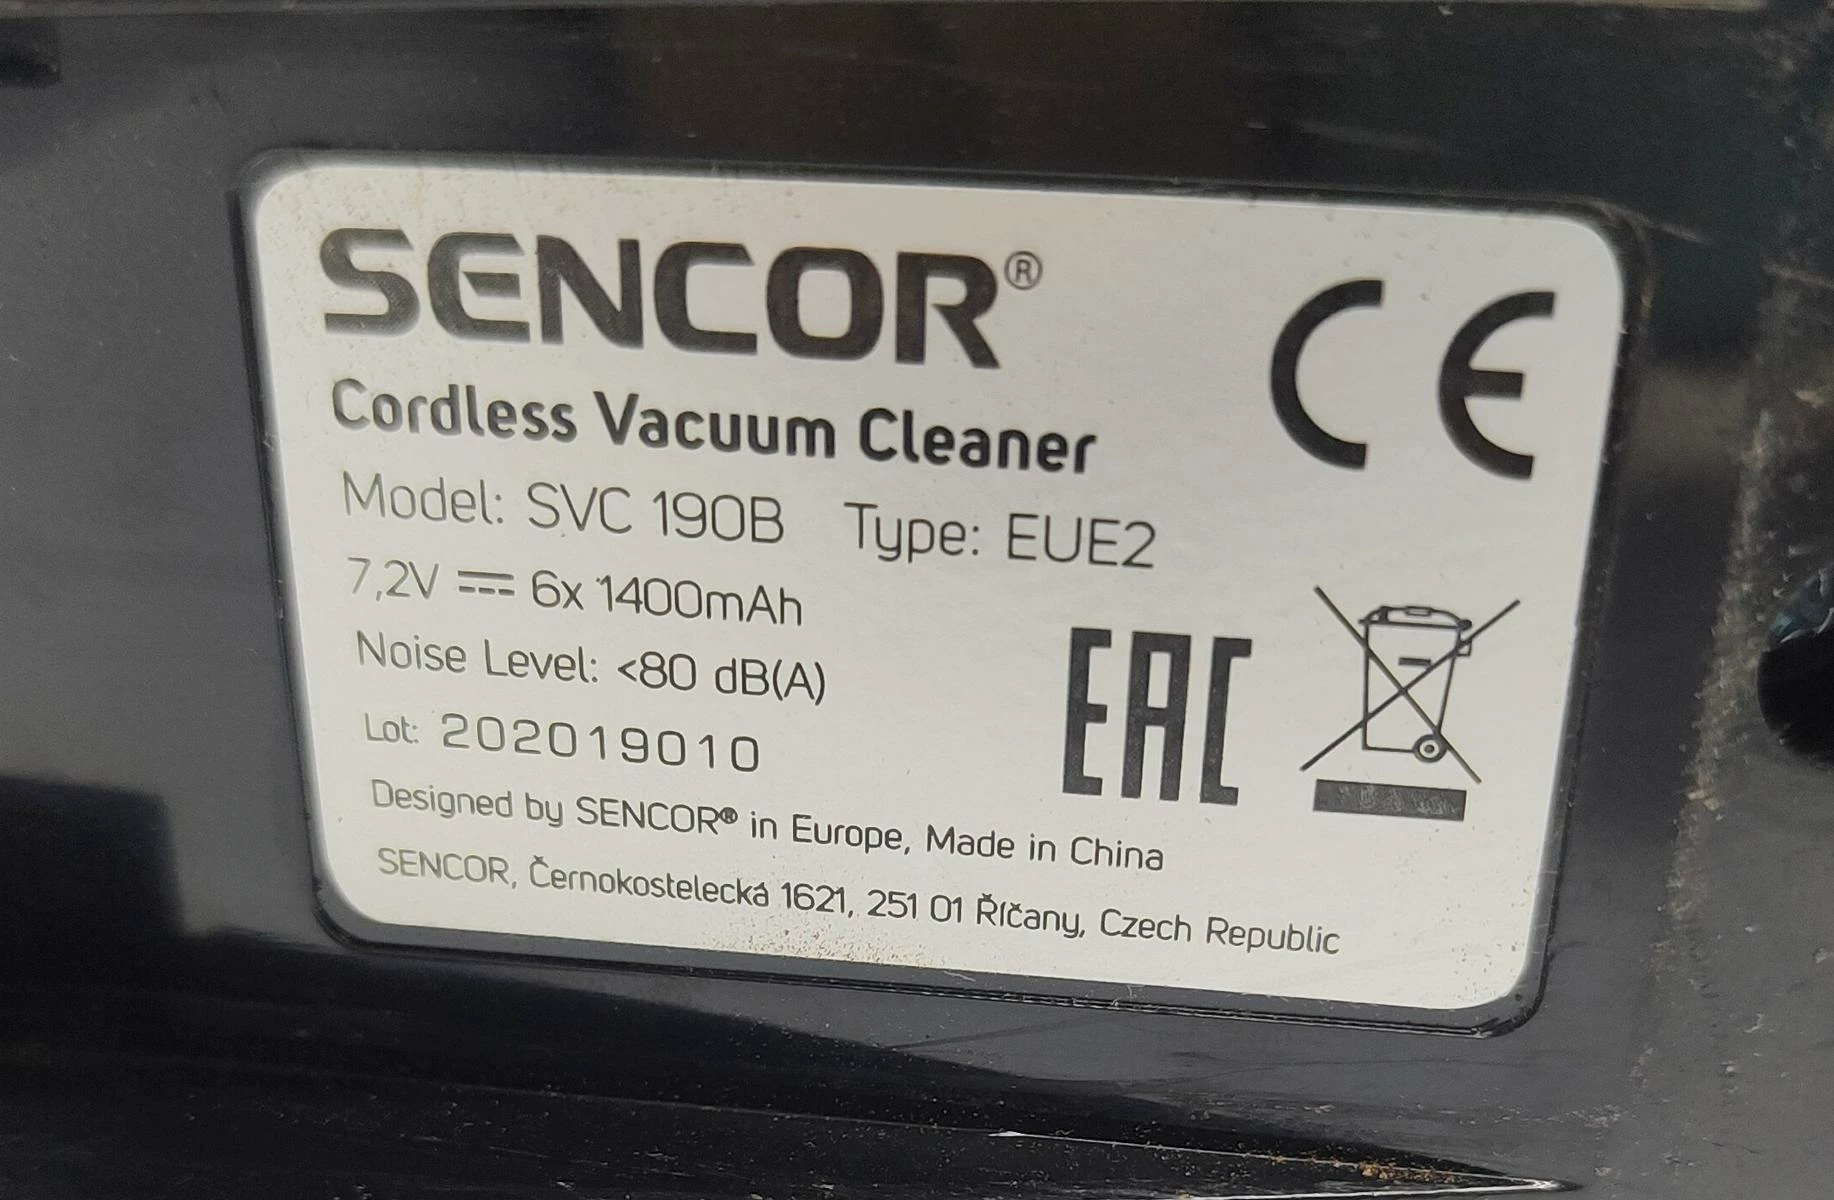 SENCOR®
CE
Cordless Vacuum Cleaner
Model: SVC 190B Type: EUE2
7,2V ⎓ 6x 1400mAh
Noise Level: <80 dB(A)
EAC
Lot: 202019010
Designed by SENCOR® in Europe, Made in China
SENCOR, Černokostelecká 1621, 251 01 Říčany, Czech Republic